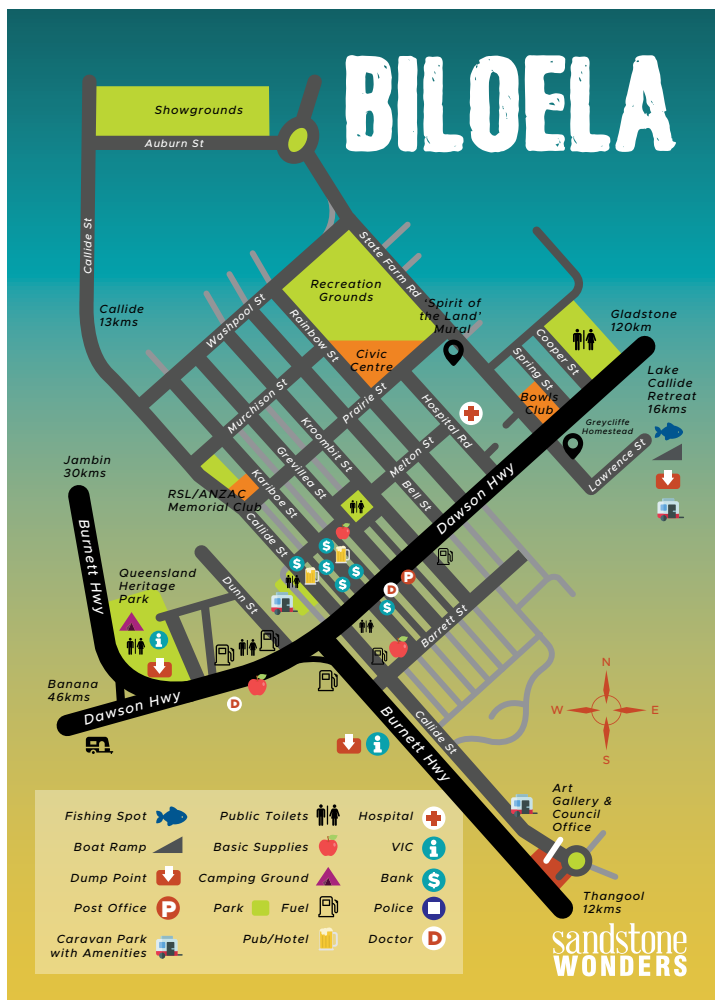 BILOELA
Showgrounds
Auburn St
Callide St
State Farm Rd
Recreation
Grounds
Washpool St
Rainbow St
'Spirit of
the Land'
Mural
Callide
13kms
Gladstone
120km
Cooper St
Spring St
Civic
Centre
Lake
Callide
Retreat
16kms
Bowls
Club
Murchison St
Prairie St
Hospital Rd
Greycliffe
Homestead
Kroombit St
Melton St
Lawrence St
Grevillea St
Jambin
30kms
Kariboe St
Bell St
Dawson Hwy
RSL/ANZAC
Memorial Club
Callide St
Burnett Hwy
Queensland
Heritage
Park
Dunn St
$
$
$
$
$
$
P
D
i
Barrett St
Banana
46kms
Dawson Hwy
D
N
W
E
S
Callide St
Burnett Hwy
i
Art
Gallery &
Council
Office
Thangool
12kms
Fishing Spot
Public Toilets
Hospital
Boat Ramp
Basic Supplies
VIC
i
Dump Point
Camping Ground
Bank
$
Post Office
P
Park
Fuel
Police
Caravan Park
with Amenities
Pub/Hotel
Doctor
D
sandstone
WONDERS